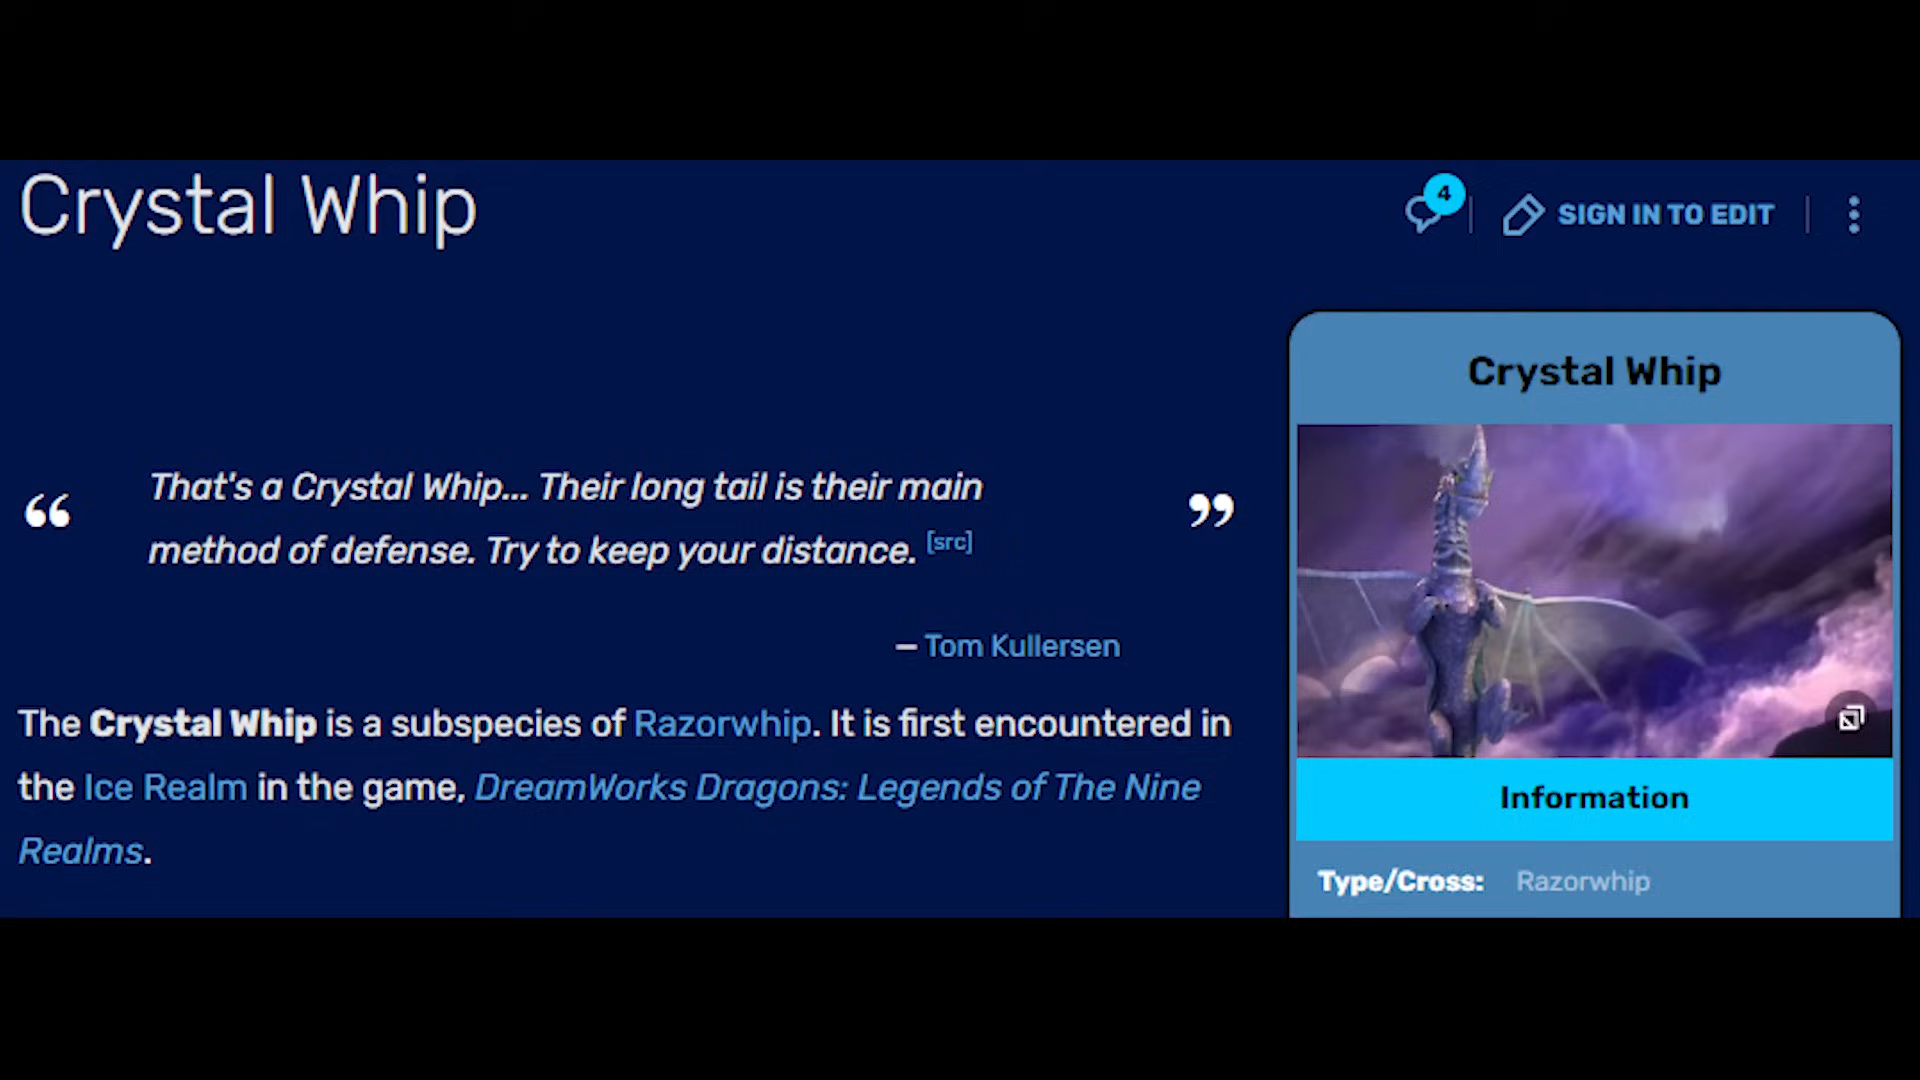 Crystal Whip
4
SIGN IN TO EDIT
“ That's a Crystal Whip... Their long tail is their main ”
method of defense. Try to keep your distance. [src]
— Tom Kullersen
The Crystal Whip is a subspecies of Razorwhip. It is first encountered in
the Ice Realm in the game, DreamWorks Dragons: Legends of The Nine
Realms.
Crystal Whip
Information
Type/Cross: Razorwhip